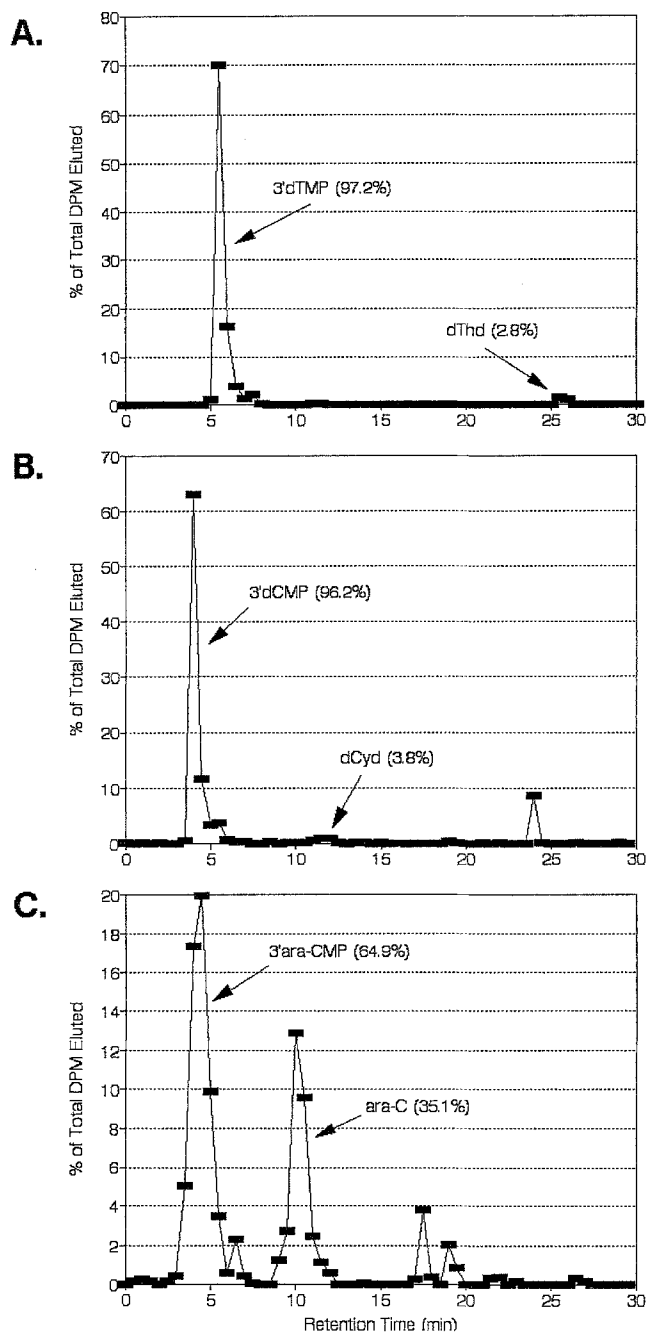 A.
80
70
60
50
40
30
20
10
0
% of Total DPM Eluted
3'dTMP (97.2%)
dThd (2.8%)
0 5 10 15 20 25 30
B.
70
60
50
40
30
20
10
0
% of Total DPM Eluted
3'dCMP (96.2%)
dCyd (3.8%)
0 5 10 15 20 25 30
C.
20
18
16
14
12
10
8
6
4
2
0
% of Total DPM Eluted
3'ara-CMP (64.9%)
ara-C (35.1%)
0 5 10 15 20 25 30
Retention Time (min)